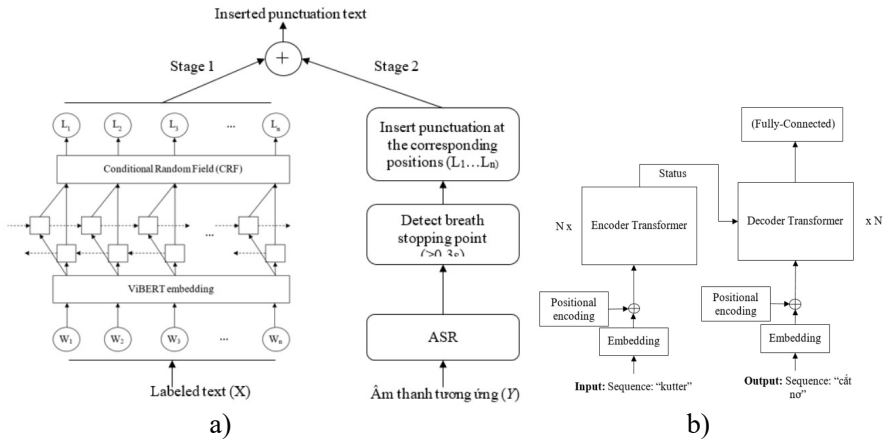 Inserted punctuation text
+
Stage 1
Stage 2
L1
L2
L3
...
Ln
Conditional Random Field (CRF)
...
ViBERT embedding
W1
W2
W3
...
Wn
Labeled text (X)
Insert punctuation at
the corresponding
positions (L1…Ln)
Detect breath
stopping point
(>0.3s)
ASR
Âm thanh tương ứng (Y)
a)
(Fully-Connected)
Status
N x
Encoder Transformer
Decoder Transformer
x N
Positional
encoding
Positional
encoding
Embedding
Embedding
Input: Sequence: “kutter”
Output: Sequence: “cắt
nơ”
b)